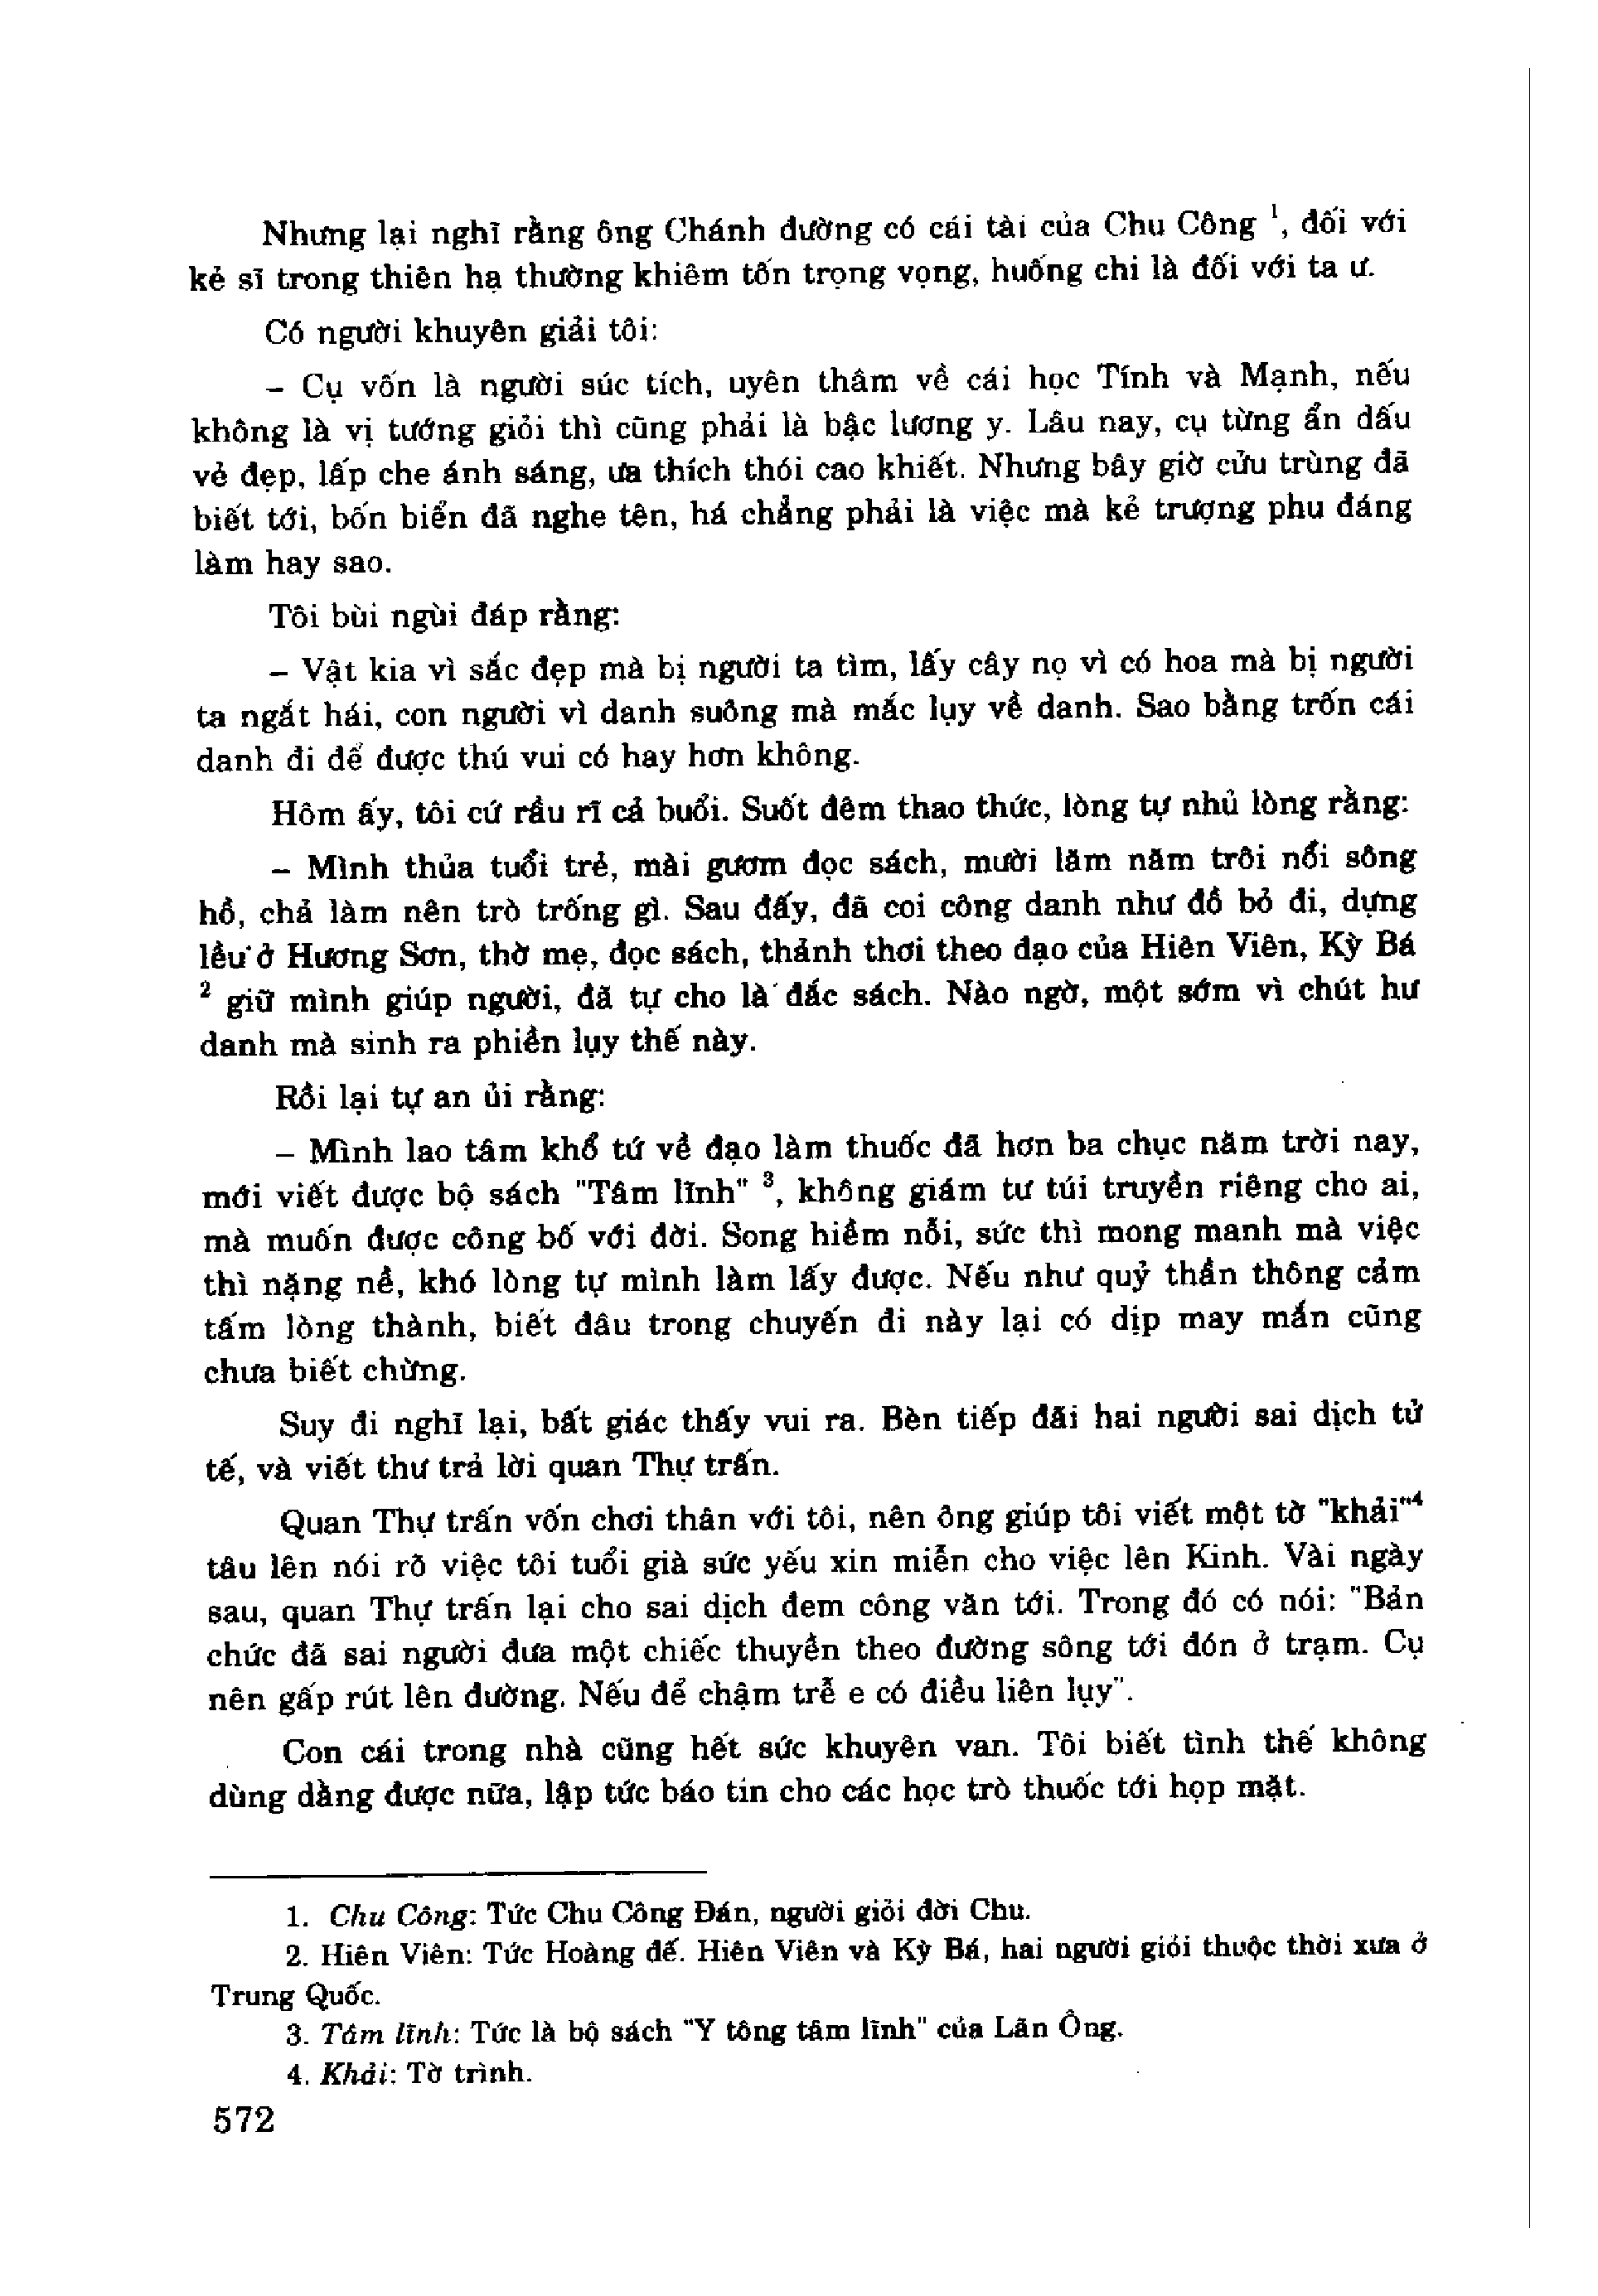 Nhưng lại nghĩ rằng ông Chánh đường có cái tài của Chu Công ¹, đối với
kẻ sĩ trong thiên hạ thường khiêm tốn trọng vọng, huống chi là đối với ta ư.
Có người khuyên giải tôi:
– Cụ vốn là người súc tích, uyên thâm về cái học Tính và Mạnh, nếu
không là vị tướng giỏi thì cũng phải là bậc lương y. Lâu nay, cụ từng ẩn dấu
vẻ đẹp, lấp che ánh sáng, ưa thích thói cao khiết. Nhưng bây giờ cửu trùng đã
biết tới, bốn biển đã nghe tên, há chẳng phải là việc mà kẻ trượng phu đáng
làm hay sao.
Tôi bùi ngùi đáp rằng:
– Vật kia vì sắc đẹp mà bị người ta tìm, lấy cây nọ vì có hoa mà bị người
ta ngắt hái, con người vì danh suông mà mắc lụy về danh. Sao bằng trốn cái
danh đi để được thú vui có hay hơn không.
Hôm ấy, tôi cứ rầu rĩ cả buổi. Suốt đêm thao thức, lòng tự nhủ lòng rằng:
– Mình thủa tuổi trẻ, mài gươm đọc sách, mười lăm năm trôi nổi sông
hồ, chả làm nên trò trống gì. Sau đấy, đã coi công danh như đồ bỏ đi, dựng
lều ở Hương Sơn, thờ mẹ, đọc sách, thảnh thơi theo đạo của Hiên Viên, Kỳ Bá
² giữ mình giúp người, đã tự cho là đắc sách. Nào ngờ, một sớm vì chút hư
danh mà sinh ra phiền lụy thế này.
Rồi lại tự an ủi rằng:
– Mình lao tâm khổ tứ về đạo làm thuốc đã hơn ba chục năm trời nay,
mới viết được bộ sách "Tâm lĩnh" ³, không giám tư túi truyền riêng cho ai,
mà muốn được công bố với đời. Song hiềm nỗi, sức thì mong manh mà việc
thì nặng nề, khó lòng tự mình làm lấy được. Nếu như quỷ thần thông cảm
tấm lòng thành, biết đâu trong chuyến đi này lại có dịp may mắn cũng
chưa biết chừng.
Suy đi nghĩ lại, bất giác thấy vui ra. Bèn tiếp đãi hai người sai dịch tử
tế, và viết thư trả lời quan Thự trấn.
Quan Thự trấn vốn chơi thân với tôi, nên ông giúp tôi viết một tờ "khải"⁴
tâu lên nói rõ việc tôi tuổi già sức yếu xin miễn cho việc lên Kinh. Vài ngày
sau, quan Thự trấn lại cho sai dịch đem công văn tới. Trong đó có nói: "Bản
chức đã sai người đưa một chiếc thuyền theo đường sông tới đón ở trạm. Cụ
nên gấp rút lên đường. Nếu để chậm trễ e có điều liên lụy".
Con cái trong nhà cũng hết sức khuyên van. Tôi biết tình thế không
dùng dằng được nữa, lập tức báo tin cho các học trò thuốc tới họp mặt.
1. Chu Công: Tức Chu Công Đán, người giỏi đời Chu.
2. Hiên Viên: Tức Hoàng đế. Hiên Viên và Kỳ Bá, hai người giỏi thuộc thời xưa ở
Trung Quốc.
3. Tâm lĩnh: Tức là bộ sách "Y tông tâm lĩnh" của Lãn Ông.
4. Khải: Tờ trình.
572